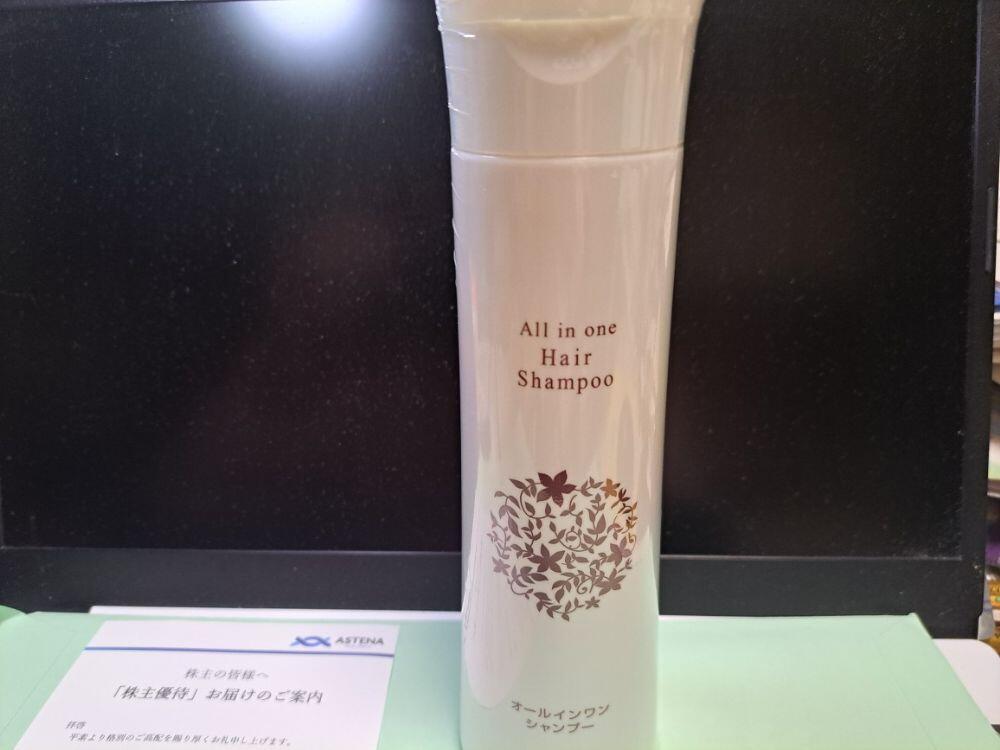 All in one
Hair
Shampoo
オールインワン
シャンプー
ASTENA
株主の皆様へ
「株主優待」お届けのご案内
拝啓
平素より格別のご高配を賜り厚くお礼申し上げます。